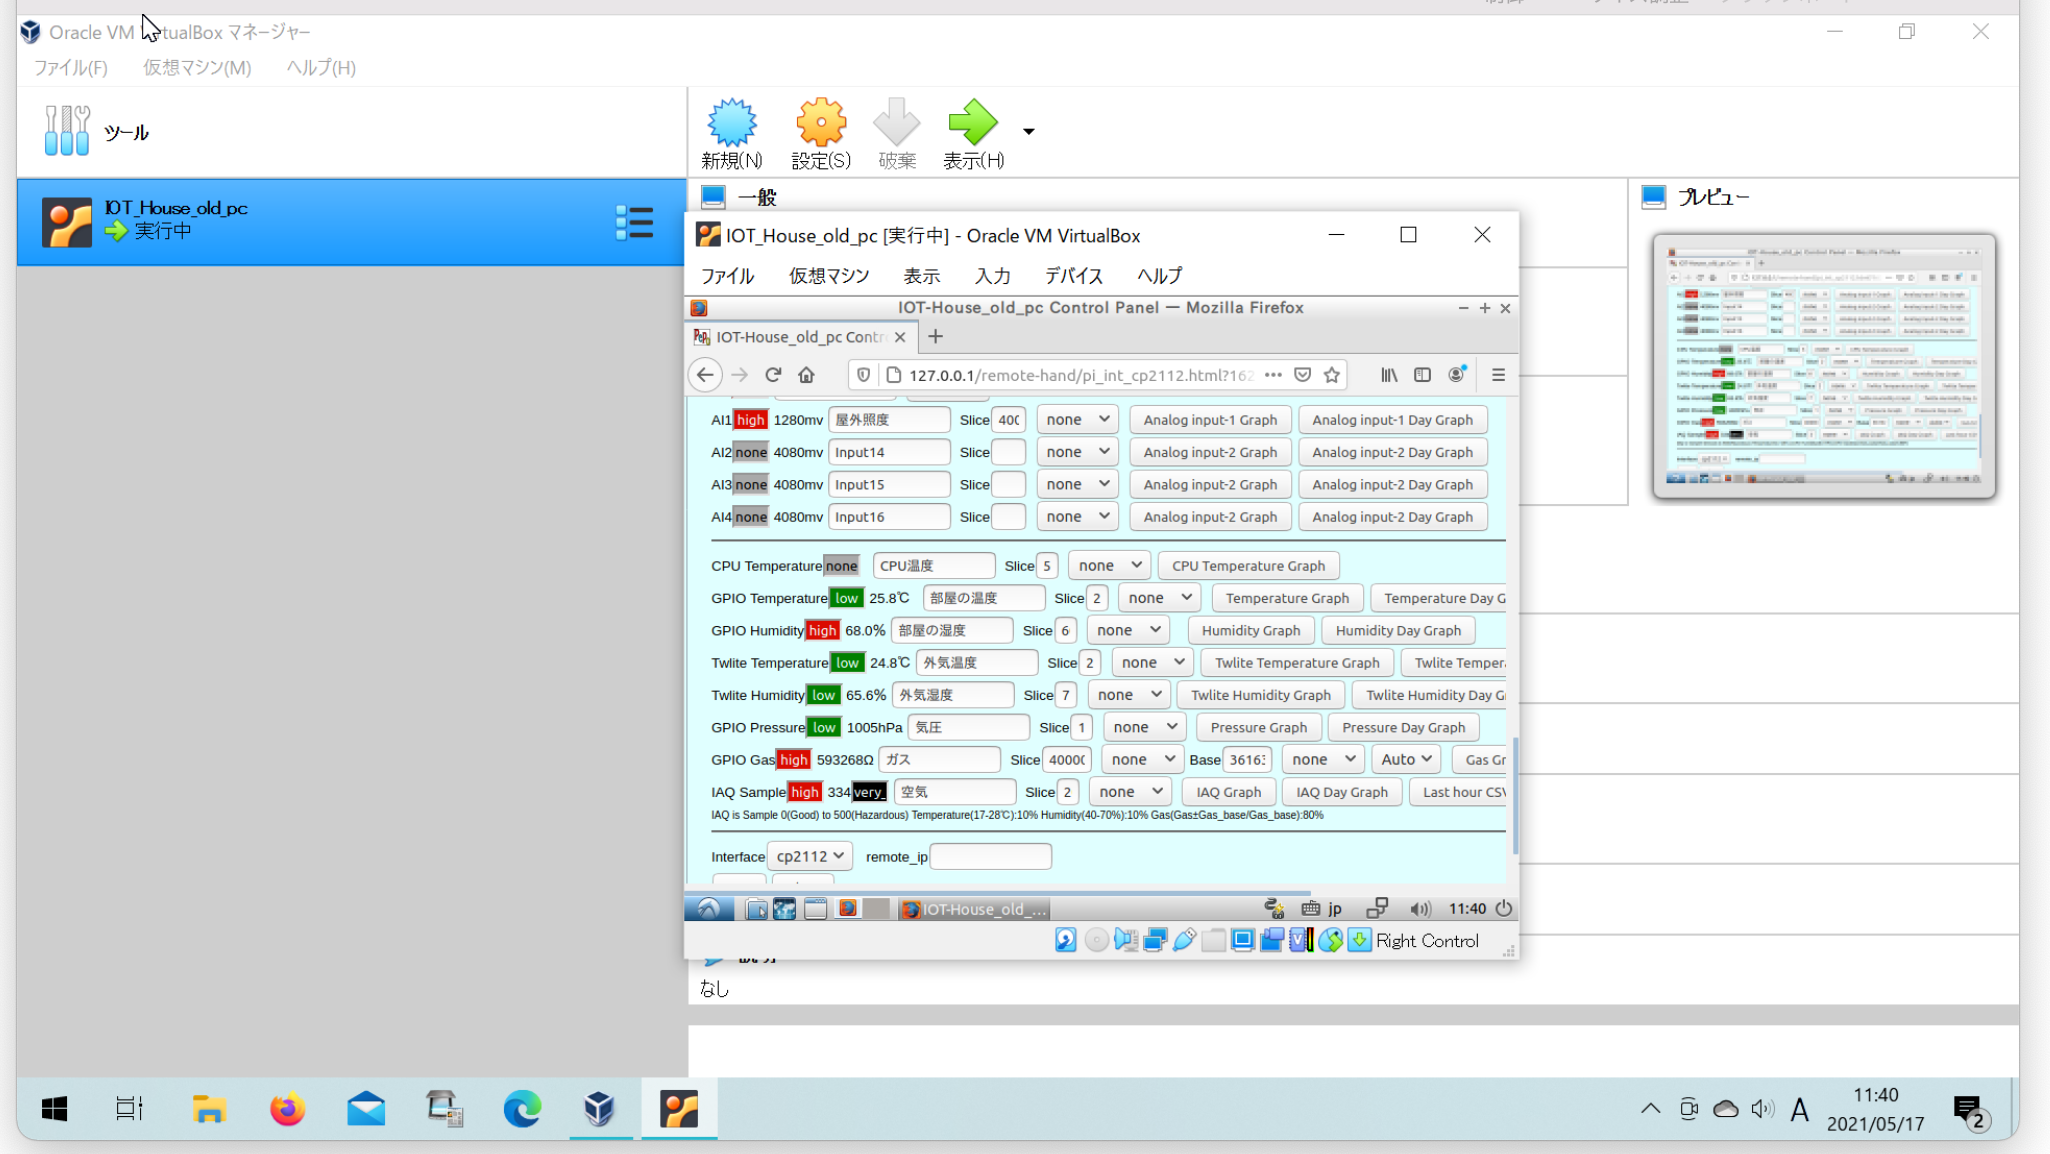 Oracle VM VirtualBox マネージャー
ファイル(F) 仮想マシン(M) ヘルプ(H)
ツール
新規(N) 設定(S) 破棄 表示(H)
IOT_House_old_pc
実行中
一般
プレビュー
IOT_House_old_pc [実行中] - Oracle VM VirtualBox
ファイル 仮想マシン 表示 入力 デバイス ヘルプ
IOT-House_old_pc Control Panel — Mozilla Firefox
IOT-House_old_pc Contr
127.0.0.1/remote-hand/pi_int_cp2112.html?162
AI1 high 1280mv 屋外照度 Slice 400 none Analog input-1 Graph Analog input-1 Day Graph
AI2 none 4080mv Input14 Slice none Analog input-2 Graph Analog input-2 Day Graph
AI3 none 4080mv Input15 Slice none Analog input-2 Graph Analog input-2 Day Graph
AI4 none 4080mv Input16 Slice none Analog input-2 Graph Analog input-2 Day Graph
CPU Temperature none CPU温度 Slice 5 none CPU Temperature Graph
GPIO Temperature low 25.8℃ 部屋の温度 Slice 2 none Temperature Graph Temperature Day G
GPIO Humidity high 68.0% 部屋の湿度 Slice 6 none Humidity Graph Humidity Day Graph
Twlite Temperature low 24.8℃ 外気温度 Slice 2 none Twlite Temperature Graph Twlite Temper
Twlite Humidity low 65.6% 外気湿度 Slice 7 none Twlite Humidity Graph Twlite Humidity Day G
GPIO Pressure low 1005hPa 気圧 Slice 1 none Pressure Graph Pressure Day Graph
GPIO Gas high 593268Ω ガス Slice 4000 none Base 3616 none Auto Gas Gr
IAQ Sample high 334 very_ 空気 Slice 2 none IAQ Graph IAQ Day Graph Last hour CSV
IAQ is Sample 0(Good) to 500(Hazardous) Temperature(17-28℃):10% Humidity(40-70%):10% Gas(Gas±Gas_base/Gas_base):80%
Interface cp2112 remote_ip
IOT-House_old_... jp 11:40
Right Control
なし
A 11:40
2021/05/17
2